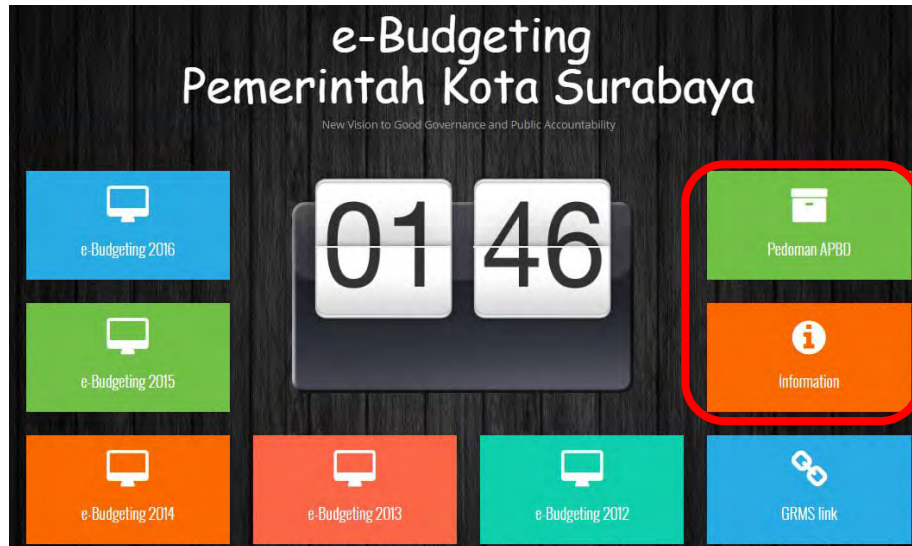 e-Budgeting
Pemerintah Kota Surabaya
New Vision to Good Governance and Public Accountability
e-Budgeting 2016
01 46
Pedoman APBD
e-Budgeting 2015
Information
e-Budgeting 2014
e-Budgeting 2013
e-Budgeting 2012
GRMS link